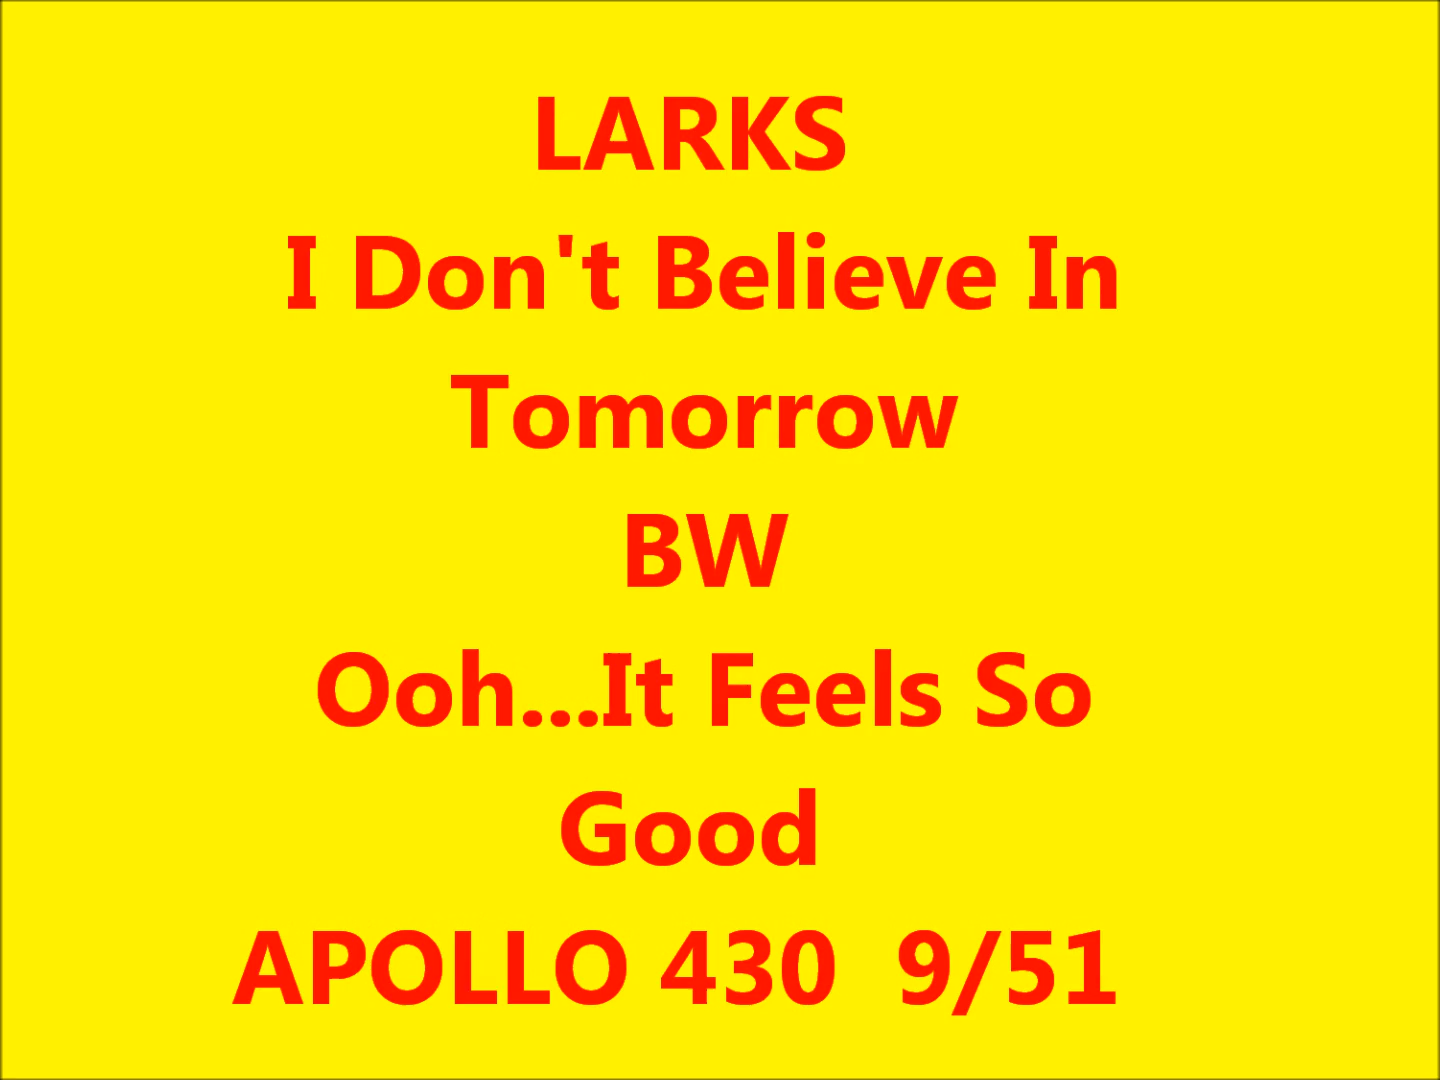 LARKS
I Don't Believe In
Tomorrow
BW
Ooh...It Feels So
Good
APOLLO 430  9/51